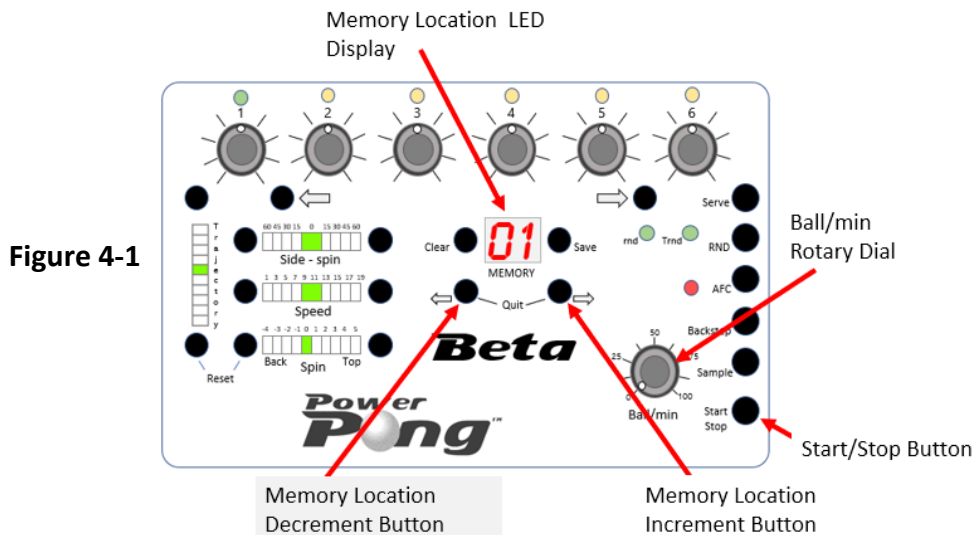 Memory Location LED
Display
1 2 3 4 5 6
Serve
60 45 30 15 0 15 30 45 60
Side - spin
Trajectory
Clear
01
Save
MEMORY
rnd Trnd
RND
Ball/min
Rotary Dial
Figure 4-1
1 3 5 7 9 11 13 15 17 19
Speed
Quit
AFC
-4 -3 -2 -1 0 1 2 3 4 5
Back Spin Top
Reset
Beta
Backstop
0 25 50 75 100
Ball/min
Sample
Power
Pong™
Start
Stop
Start/Stop Button
Memory Location
Decrement Button
Memory Location
Increment Button